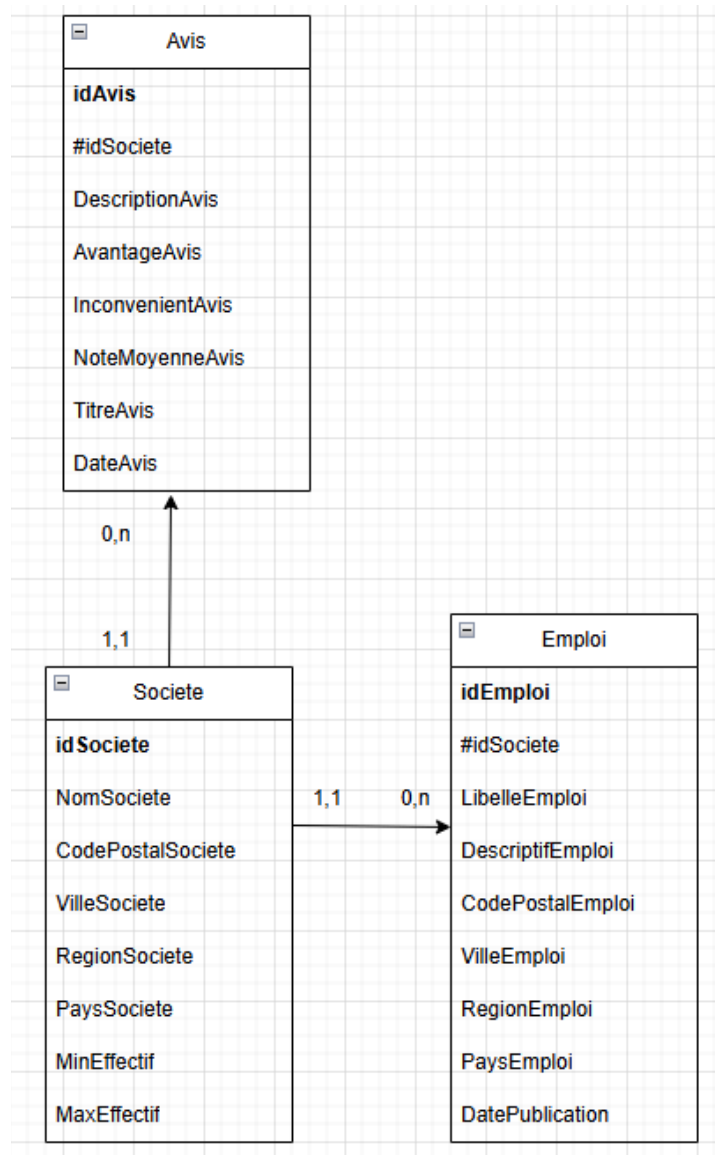 Avis
idAvis
#idSociete
DescriptionAvis
AvantageAvis
InconvenientAvis
NoteMoyenneAvis
TitreAvis
DateAvis
0,n
1,1
Societe
idSociete
NomSociete
CodePostalSociete
VilleSociete
RegionSociete
PaysSociete
MinEffectif
MaxEffectif
1,1
0,n
Emploi
idEmploi
#idSociete
LibelleEmploi
DescriptifEmploi
CodePostalEmploi
VilleEmploi
RegionEmploi
PaysEmploi
DatePublication